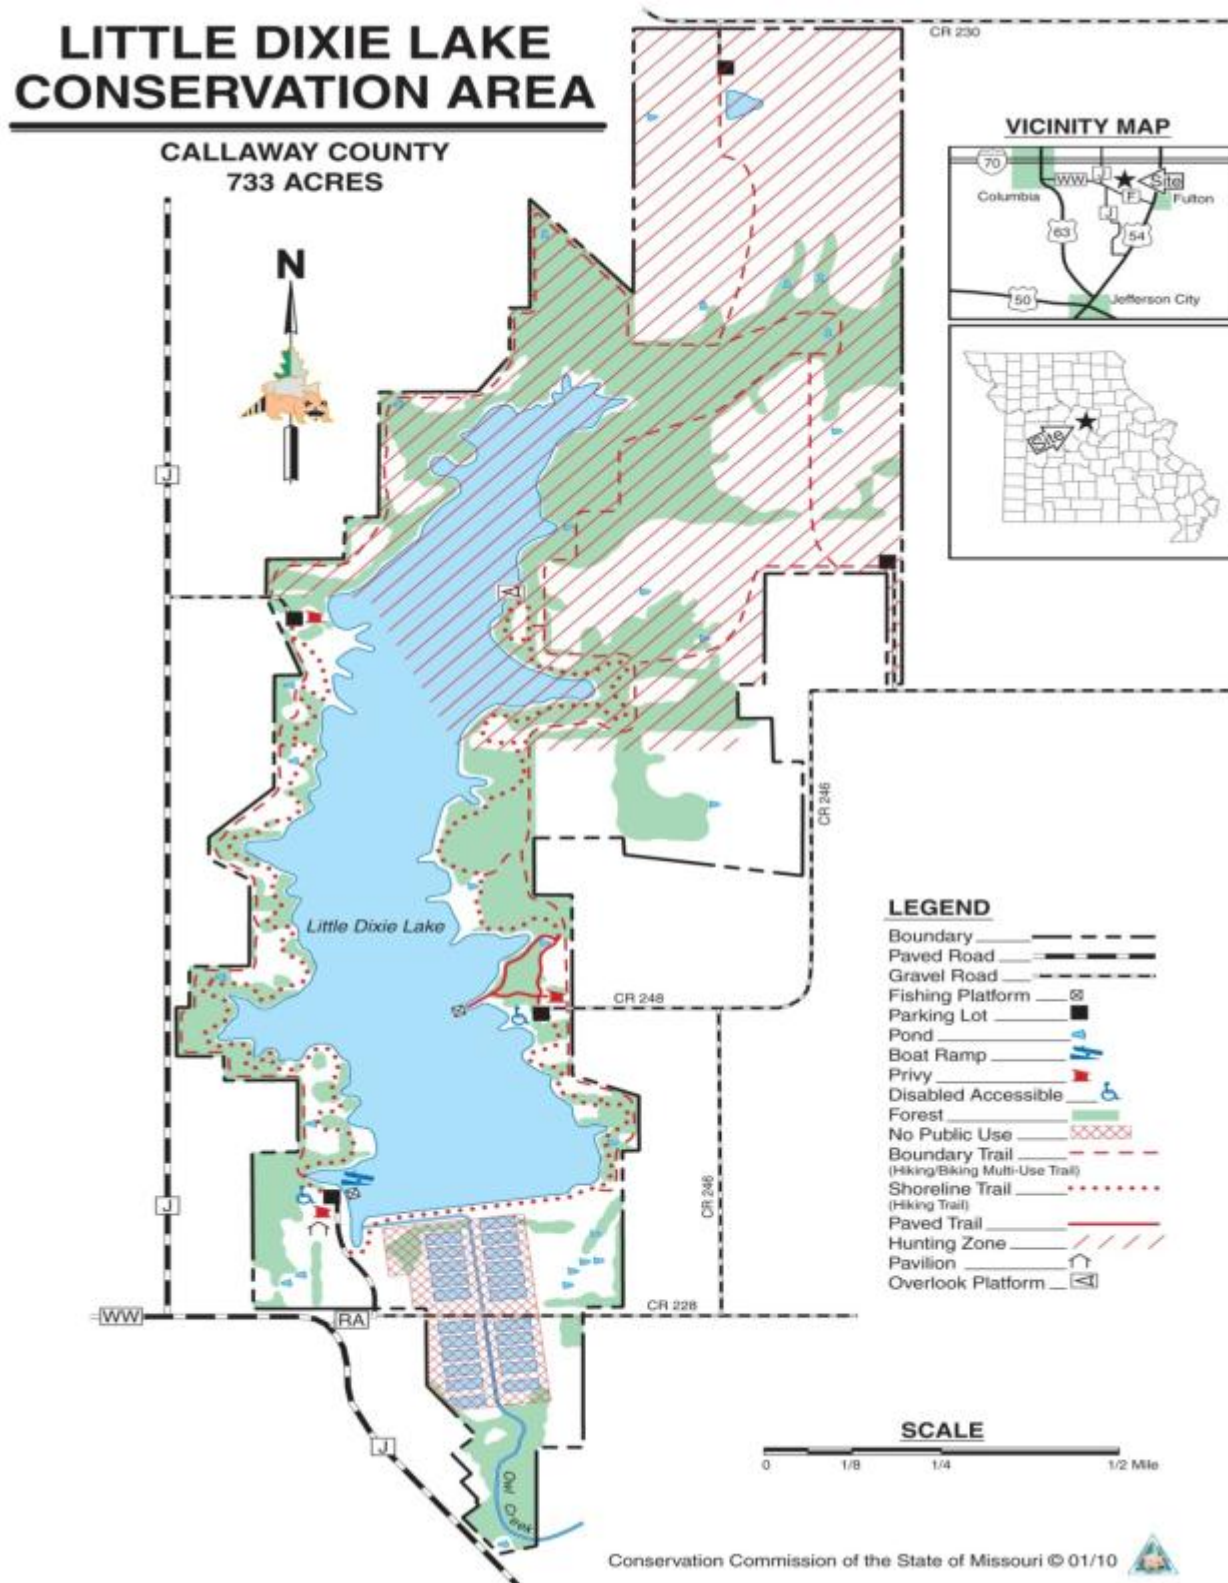 LITTLE DIXIE LAKE
CONSERVATION AREA
CALLAWAY COUNTY
733 ACRES
N
CR 230
VICINITY MAP
70
J
WW
Site
Columbia
F
Fulton
J
63
54
50
Jefferson City
Site
J
CR 246
Little Dixie Lake
CR 248
CR 246
J
WW
RA
CR 228
J
Owl Creek
LEGEND
Boundary
Paved Road
Gravel Road
Fishing Platform
Parking Lot
Pond
Boat Ramp
Privy
Disabled Accessible
Forest
No Public Use
Boundary Trail
(Hiking/Biking Multi-Use Trail)
Shoreline Trail
(Hiking Trail)
Paved Trail
Hunting Zone
Pavilion
Overlook Platform
SCALE
0 1/8 1/4 1/2 Mile
Conservation Commission of the State of Missouri © 01/10